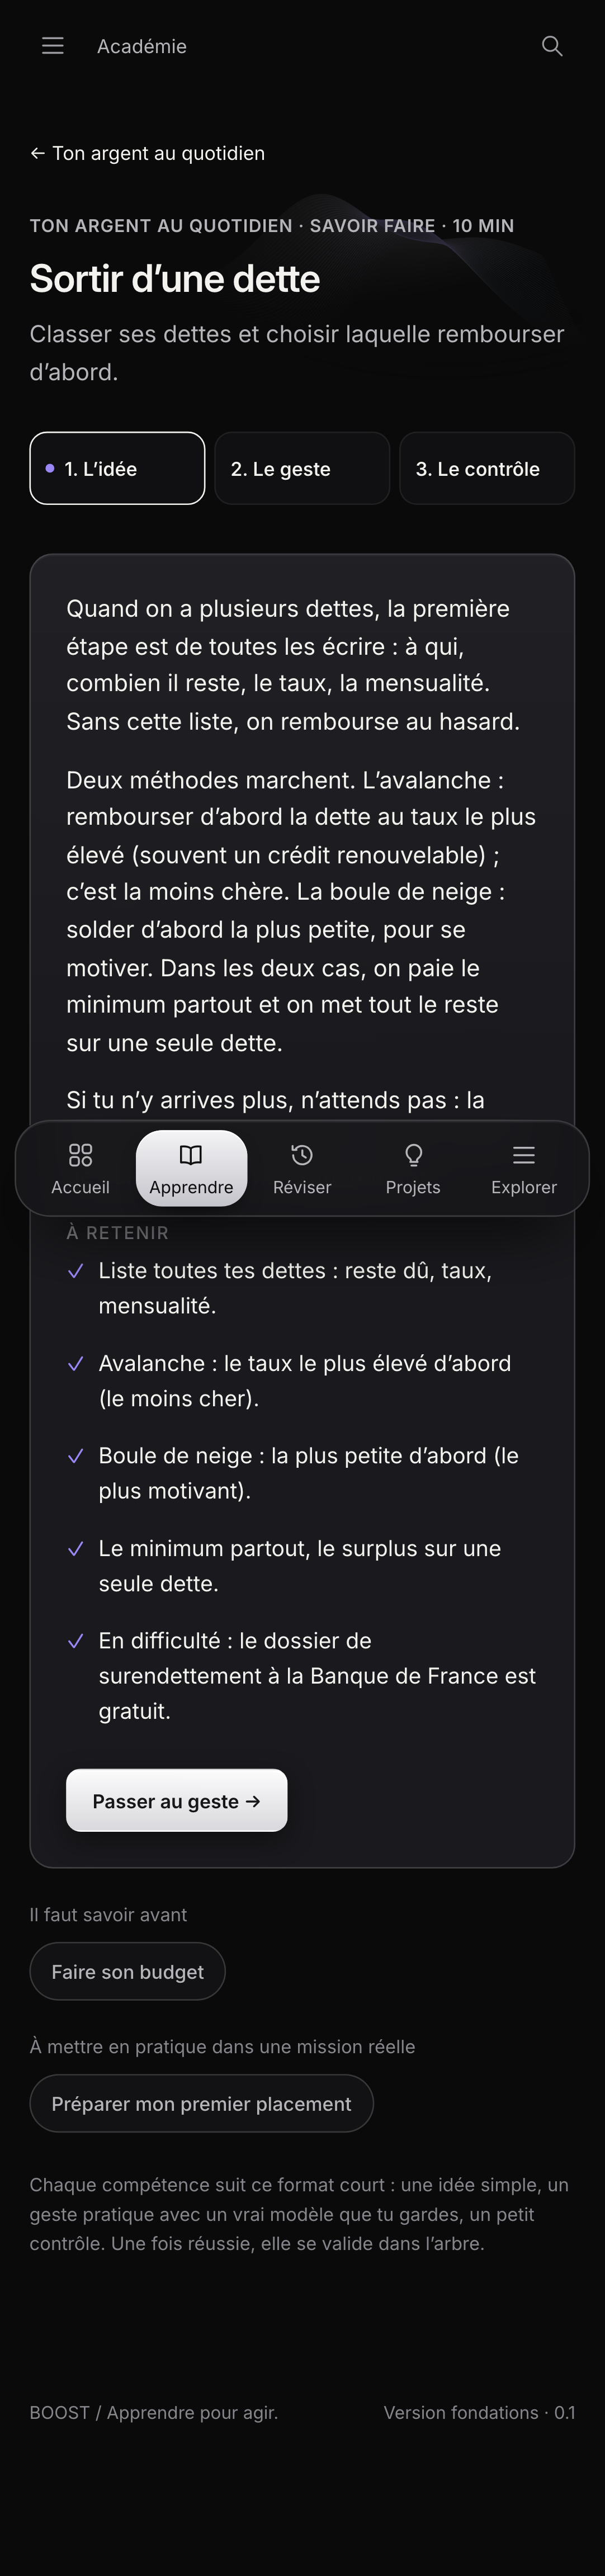 Académie
← Ton argent au quotidien
TON ARGENT AU QUOTIDIEN · SAVOIR FAIRE · 10 MIN
Sortir d’une dette
Classer ses dettes et choisir laquelle rembourser
d’abord.
1. L’idée
2. Le geste
3. Le contrôle
Quand on a plusieurs dettes, la première
étape est de toutes les écrire : à qui,
combien il reste, le taux, la mensualité.
Sans cette liste, on rembourse au hasard.
Deux méthodes marchent. L’avalanche :
rembourser d’abord la dette au taux le plus
élevé (souvent un crédit renouvelable) ;
c’est la moins chère. La boule de neige :
solder d’abord la plus petite, pour se
motiver. Dans les deux cas, on paie le
minimum partout et on met tout le reste
sur une seule dette.
Si tu n’y arrives plus, n’attends pas : la
Accueil
Apprendre
Réviser
Projets
Explorer
À RETENIR
Liste toutes tes dettes : reste dû, taux,
mensualité.
Avalanche : le taux le plus élevé d’abord
(le moins cher).
Boule de neige : la plus petite d’abord (le
plus motivant).
Le minimum partout, le surplus sur une
seule dette.
En difficulté : le dossier de
surendettement à la Banque de France est
gratuit.
Passer au geste →
Il faut savoir avant
Faire son budget
À mettre en pratique dans une mission réelle
Préparer mon premier placement
Chaque compétence suit ce format court : une idée simple, un
geste pratique avec un vrai modèle que tu gardes, un petit
contrôle. Une fois réussie, elle se valide dans l’arbre.
BOOST / Apprendre pour agir.
Version fondations · 0.1